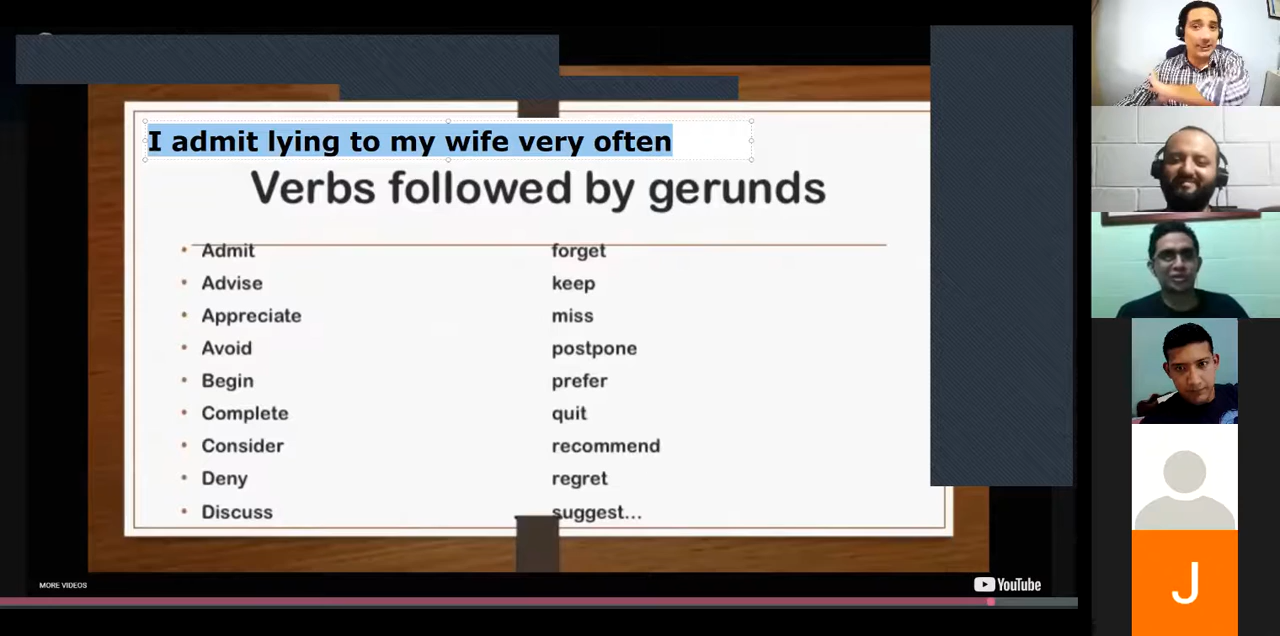 I admit lying to my wife very often
Verbs followed by gerunds
• Admit
• Advise
• Appreciate
• Avoid
• Begin
• Complete
• Consider
• Deny
• Discuss
forget
keep
miss
postpone
prefer
quit
recommend
regret
suggest...
MORE VIDEOS
YouTube
J